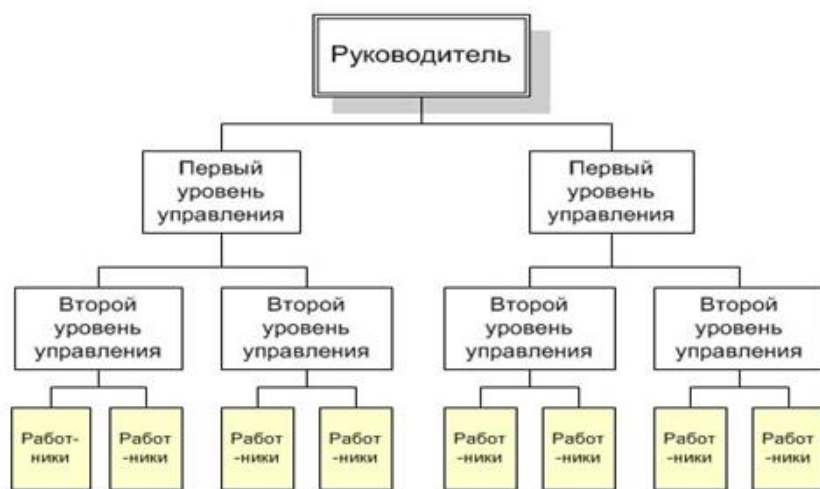 Руководитель
Первый
уровень
управления
Первый
уровень
управления
Второй
уровень
управления
Второй
уровень
управления
Второй
уровень
управления
Второй
уровень
управления
Работ-
ники
Работ
-ники
Работ
-ники
Работ
-ники
Работ
-ники
Работ
-ники
Работ
-ники
Работ
-ники